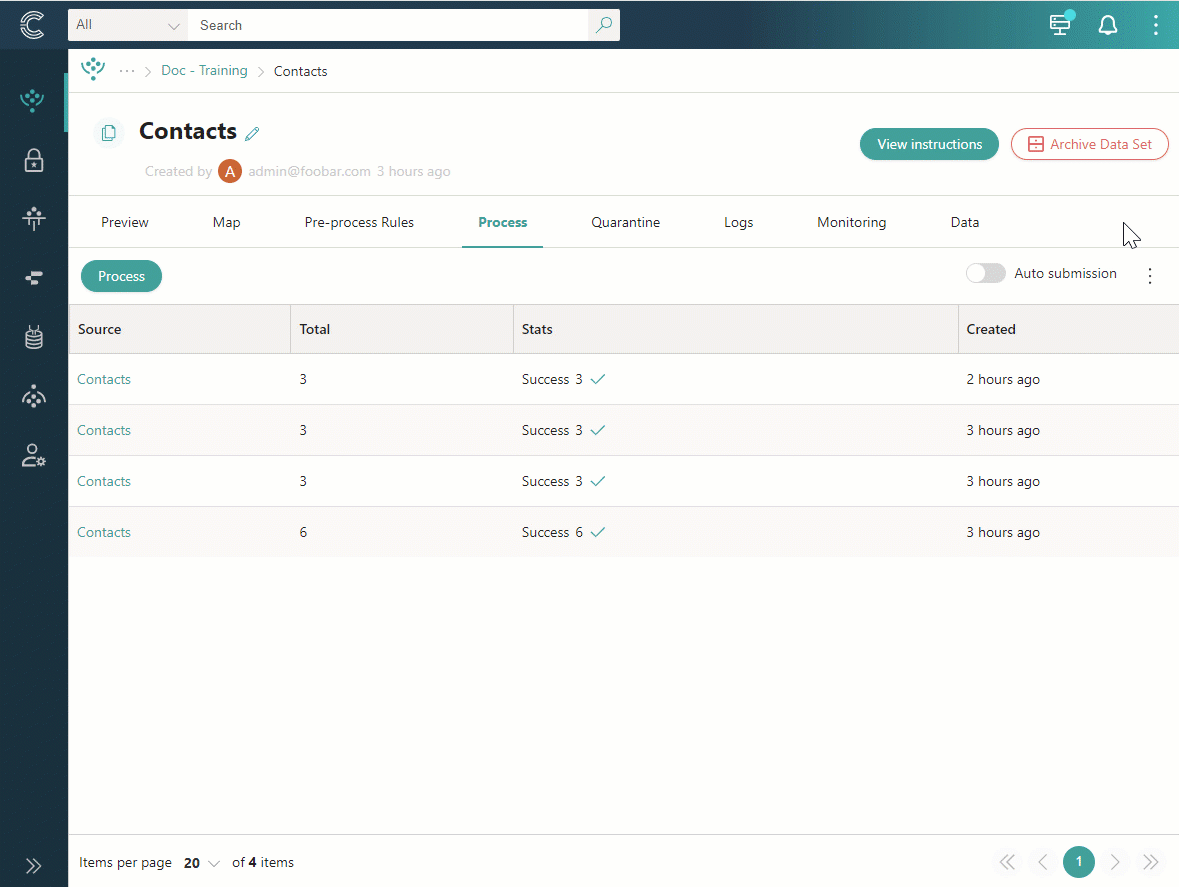 All Search
··· Doc - Training Contacts
Contacts
View instructions Archive Data Set
Created by A admin@foobar.com 3 hours ago
Preview Map Pre-process Rules Process Quarantine Logs Monitoring Data
Process Auto submission
Source Total Stats Created
Contacts 3 Success 3 2 hours ago
Contacts 3 Success 3 3 hours ago
Contacts 3 Success 3 3 hours ago
Contacts 6 Success 6 3 hours ago
Items per page 20 of 4 items 1